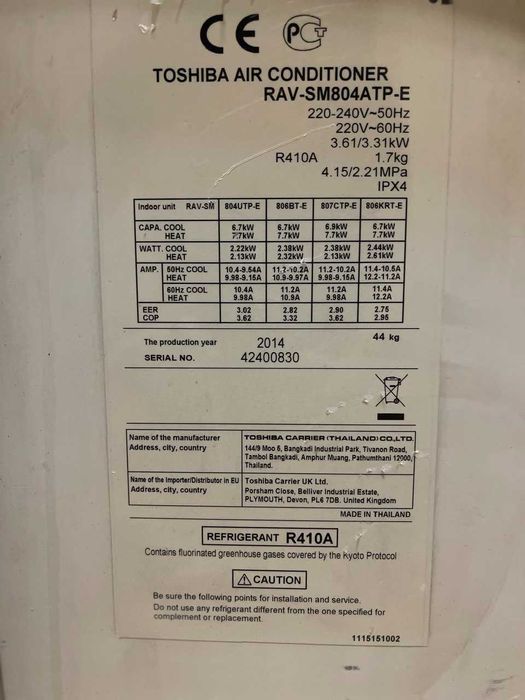 CE PCT
TOSHIBA AIR CONDITIONER
RAV-SM804ATP-E
220-240V~50Hz
220V~60Hz
3.61/3.31kW
R410A 1.7kg
4.15/2.21MPa
IPX4
Indoor unit RAV-SM 804UTP-E 806BT-E 807CTP-E 806KRT-E
CAPA. COOL 6.7kW 6.7kW 6.9kW 6.7kW
HEAT 7.7kW 7.7kW 7.7kW 7.7kW
WATT. COOL 2.22kW 2.38kW 2.38kW 2.44kW
HEAT 2.13kW 2.32kW 2.13kW 2.61kW
AMP. 50Hz COOL 10.4-9.54A 11.2-10.2A 11.2-10.2A 11.4-10.5A
HEAT 9.98-9.15A 10.9-9.97A 9.98-9.15A 12.2-11.2A
60Hz COOL 10.4A 11.2A 11.2A 11.4A
HEAT 9.98A 10.9A 9.98A 12.2A
EER 3.02 2.82 2.90 2.75
COP 3.62 3.32 3.62 2.95
44 kg
The production year 2014
SERIAL NO. 42400830
Name of the manufacturer TOSHIBA CARRIER (THAILAND) CO.,LTD.
Address, city, country 144/9 Moo 5, Bangkadi Industrial Park, Tivanon Road,
Tambol Bangkadi, Amphur Muang, Pathumthani 12000,
Thailand.
Name of the Importer/Distributor in EU Toshiba Carrier UK Ltd.
Address, city, country Porsham Close, Belliver Industrial Estate,
PLYMOUTH, Devon, PL6 7DB. United Kingdom
MADE IN THAILAND
REFRIGERANT R410A
Contains fluorinated greenhouse gases covered by the Kyoto Protocol
CAUTION
Be sure the following points for installation and service.
Do not use any refrigerant different from the one specified for
complement or replacement.
1115151002